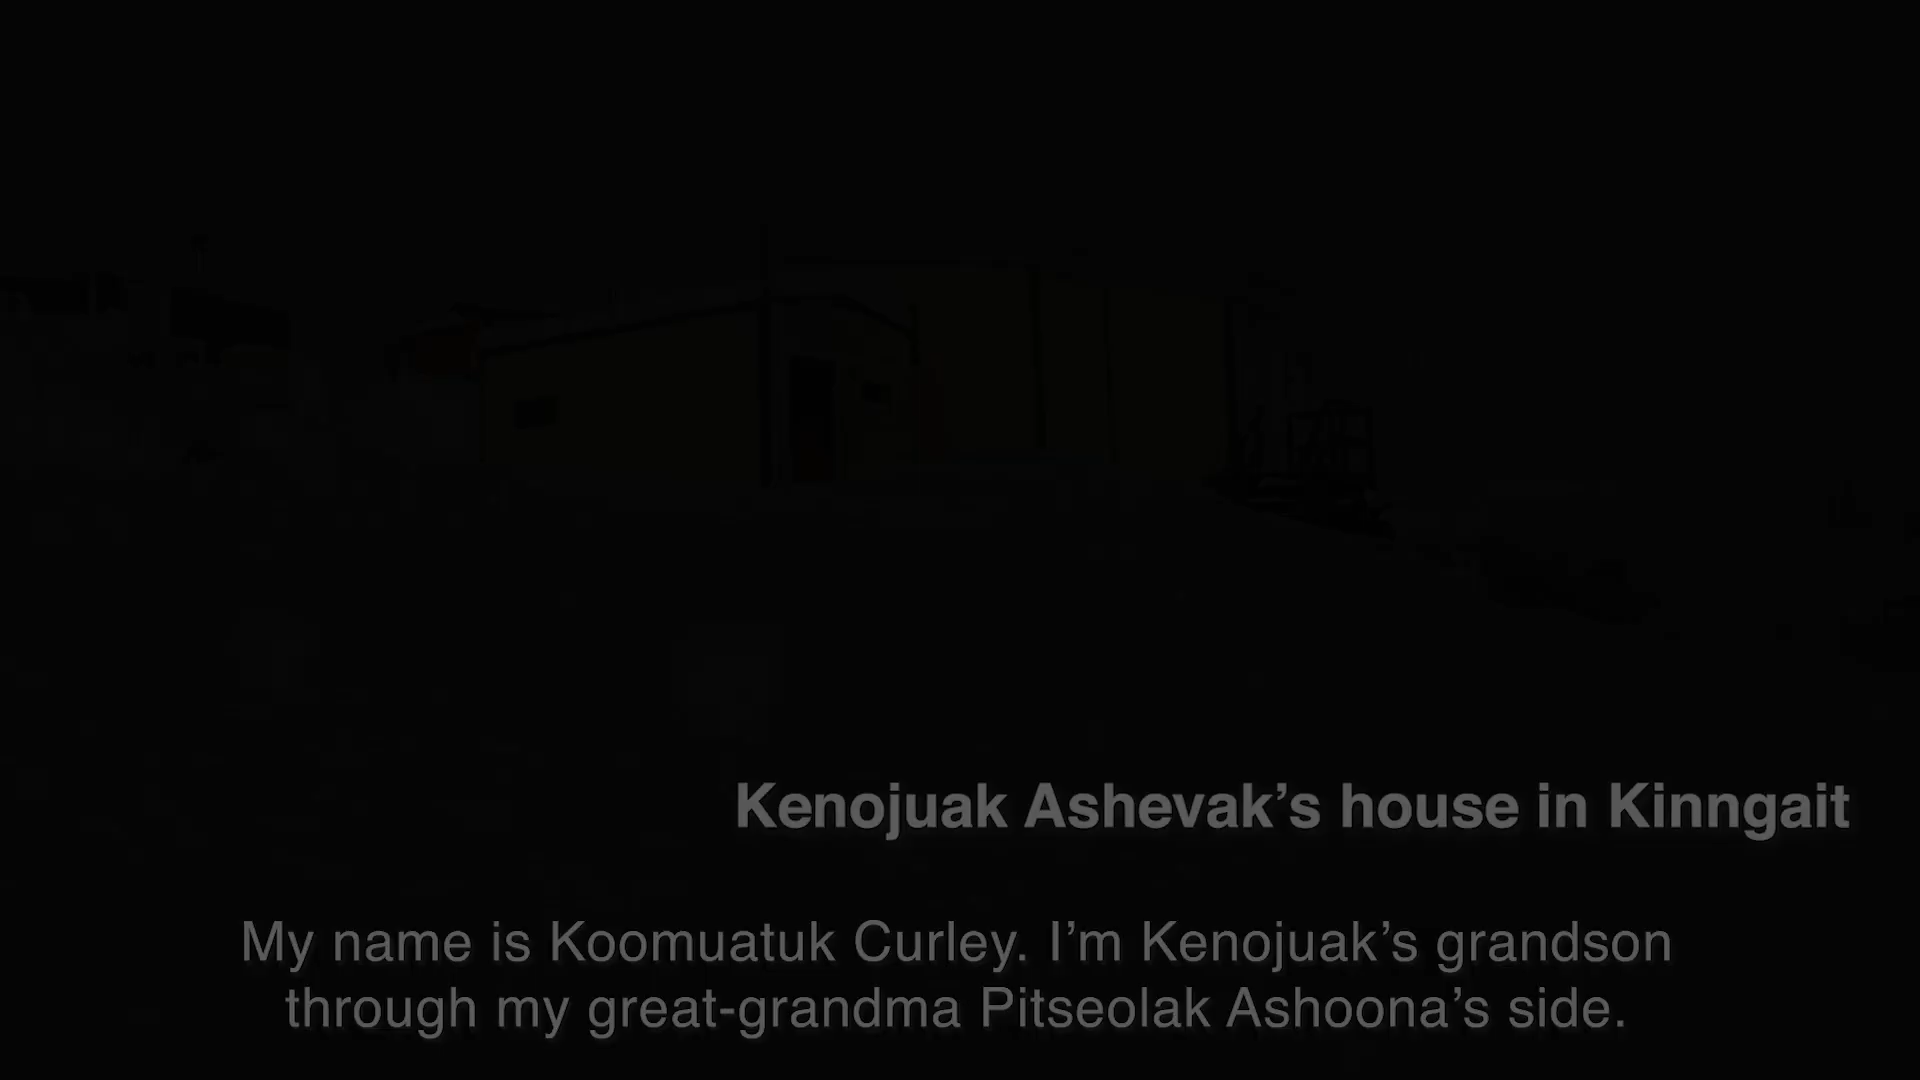 Kenojuak Ashevak’s house in Kinngait
My name is Koomuatuk Curley. I’m Kenojuak’s grandson
through my great-grandma Pitseolak Ashoona’s side.